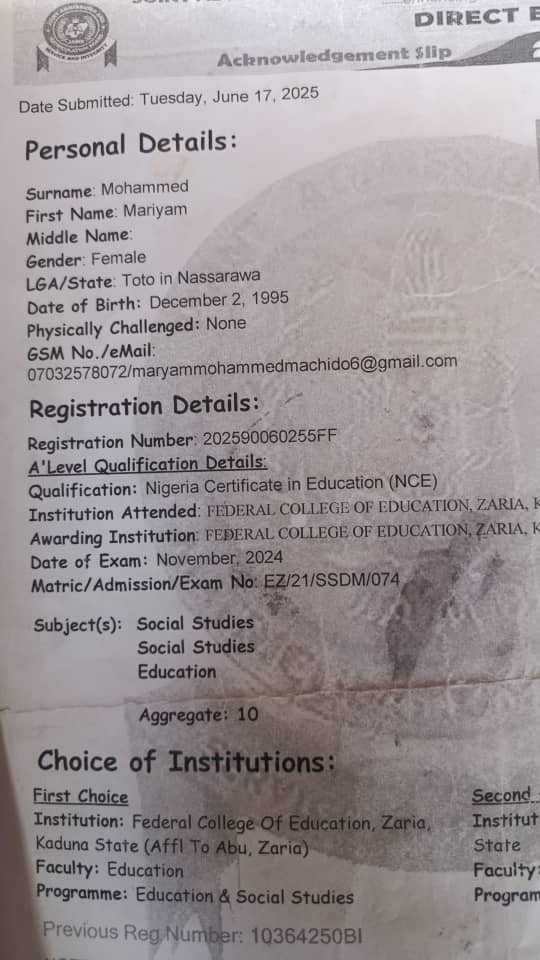 DIRECT
Acknowledgement Slip
Date Submitted: Tuesday, June 17, 2025
Personal Details:
Surname: Mohammed
First Name: Mariyam
Middle Name:
Gender: Female
LGA/State: Toto in Nassarawa
Date of Birth: December 2, 1995
Physically Challenged: None
GSM No./eMail:
07032578072/maryammohammedmachido6@gmail.com
Registration Details:
Registration Number: 202590060255FF
A'Level Qualification Details:
Qualification: Nigeria Certificate in Education (NCE)
Institution Attended: FEDERAL COLLEGE OF EDUCATION, ZARIA, K
Awarding Institution: FEDERAL COLLEGE OF EDUCATION, ZARIA, K
Date of Exam: November, 2024
Matric/Admission/Exam No: EZ/21/SSDM/074
Subject(s): Social Studies
Social Studies
Education
Aggregate: 10
Choice of Institutions:
First Choice
Institution: Federal College Of Education, Zaria,
Kaduna State (Affl To Abu, Zaria)
Faculty: Education
Programme: Education & Social Studies
Second
Institut
State
Faculty:
Program
Previous Reg Number: 10364250BI